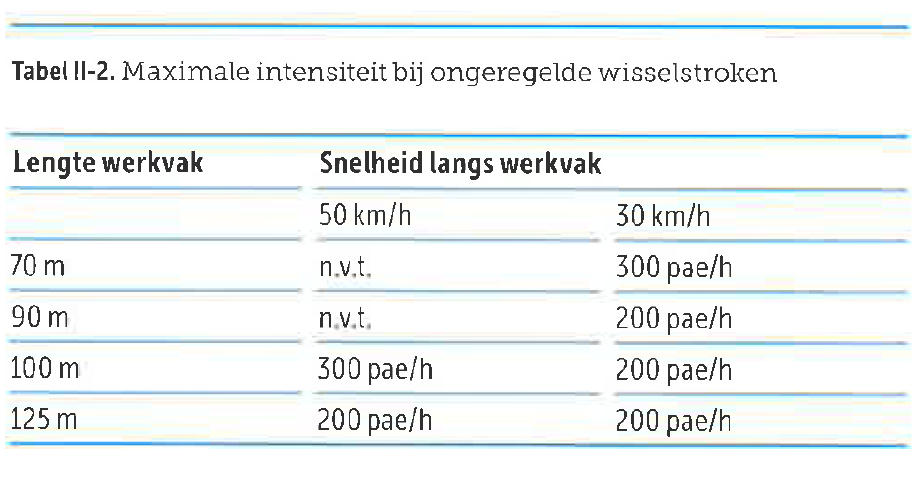 Tabel II-2. Maximale intensiteit bij ongeregelde wisselstroken
Lengte werkvak Snelheid langs werkvak
50 km/h 30 km/h
70 m n.v.t. 300 pae/h
90 m n.v.t. 200 pae/h
100 m 300 pae/h 200 pae/h
125 m 200 pae/h 200 pae/h